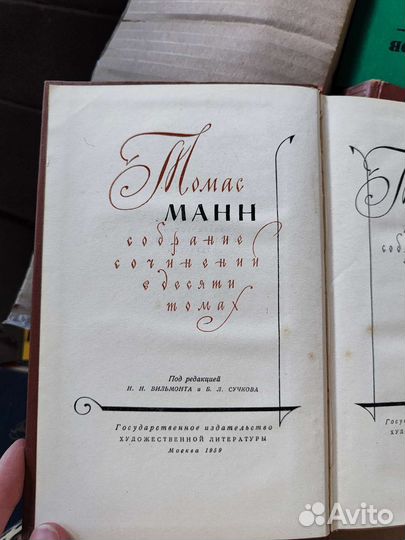 Томас
МАНН
собрание
сочинений
в десяти
томах
Под редакцией
Н. Н. ВИЛЬМОНТА и Б. Л. СУЧКОВА
Государственное издательство
ХУДОЖЕСТВЕННОЙ ЛИТЕРАТУРЫ
Москва 1959
Avito